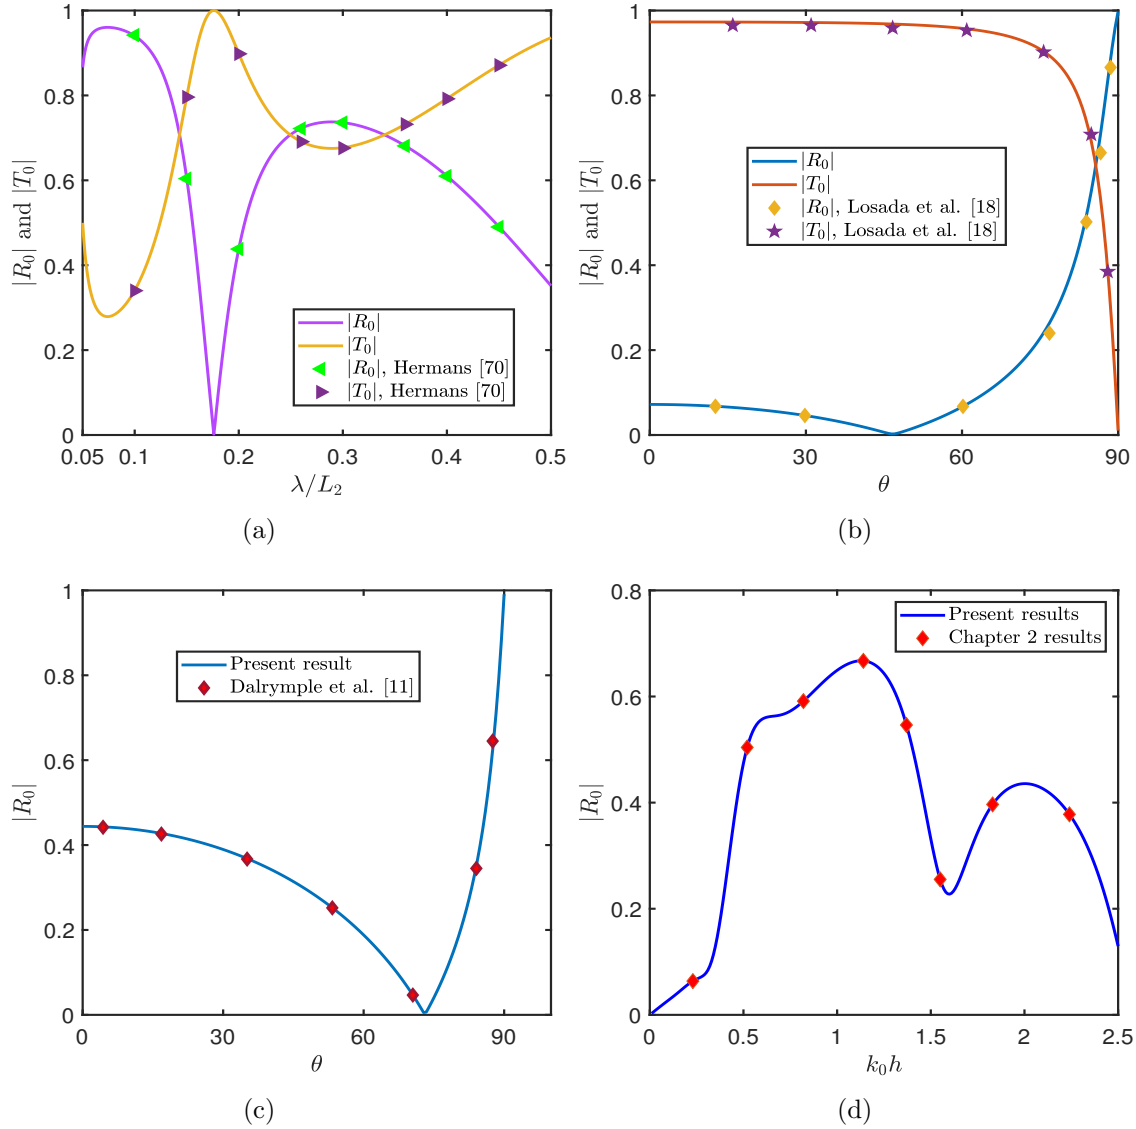 1
0.8
0.6
0.4
0.2
0
|R₀| and |T₀|
|R₀|
|T₀|
|R₀|, Hermans [70]
|T₀|, Hermans [70]
0.05 0.1 0.2 0.3 0.4 0.5
λ/L₂
(a)
1
0.8
0.6
0.4
0.2
0
|R₀| and |T₀|
|R₀|
|T₀|
|R₀|, Losada et al. [18]
|T₀|, Losada et al. [18]
0 30 60 90
θ
(b)
1
0.8
0.6
0.4
0.2
0
|R₀|
Present result
Dalrymple et al. [11]
0 30 60 90
θ
(c)
0.8
0.6
0.4
0.2
0
|R₀|
Present results
Chapter 2 results
0 0.5 1 1.5 2 2.5
k₀h
(d)